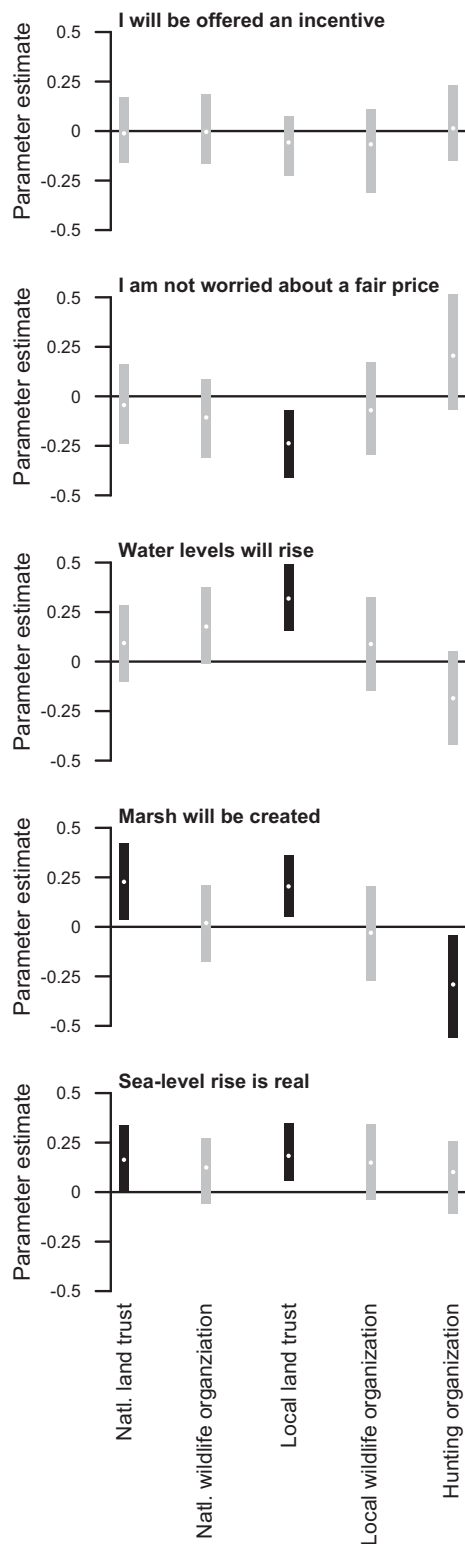 I will be offered an incentive
Parameter estimate
0.5
0.25
0
-0.25
-0.5
I am not worried about a fair price
Parameter estimate
0.5
0.25
0
-0.25
-0.5
Water levels will rise
Parameter estimate
0.5
0.25
0
-0.25
-0.5
Marsh will be created
Parameter estimate
0.5
0.25
0
-0.25
-0.5
Sea-level rise is real
Parameter estimate
0.5
0.25
0
-0.25
-0.5
Natl. land trust
Natl. wildlife organziation
Local land trust
Local wildlife organization
Hunting organization